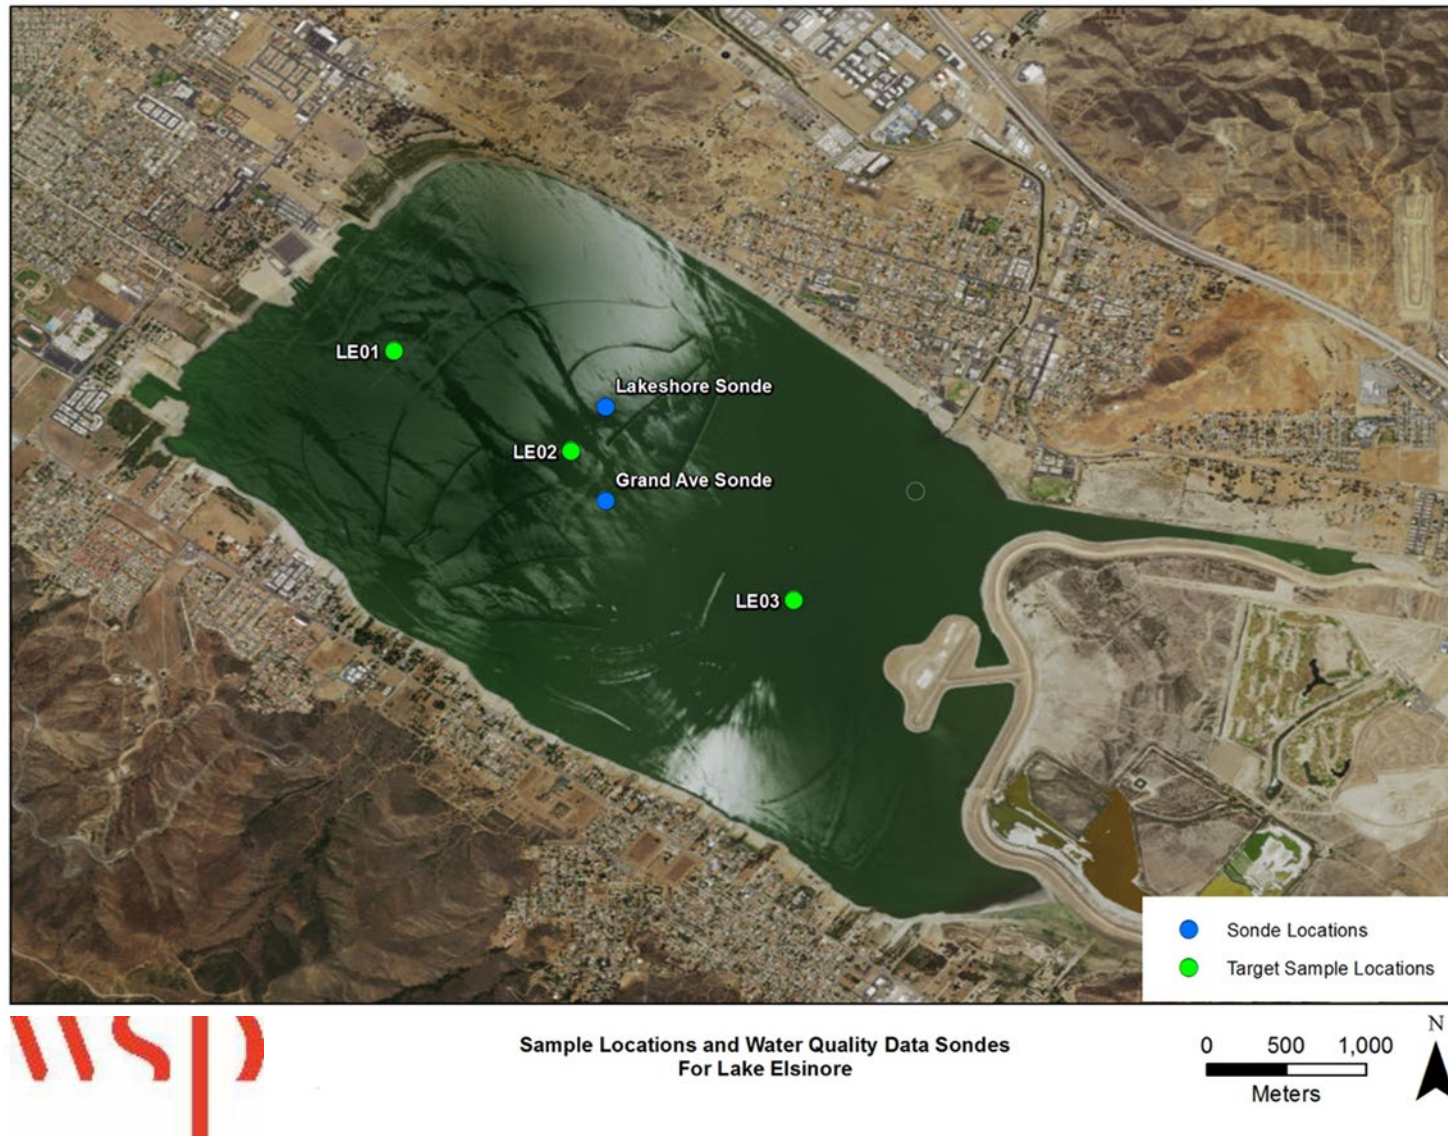 LE01
Lakeshore Sonde
LE02
Grand Ave Sonde
LE03
Sonde Locations
Target Sample Locations
wsp
Sample Locations and Water Quality Data Sondes
For Lake Elsinore
0 500 1,000
Meters
N